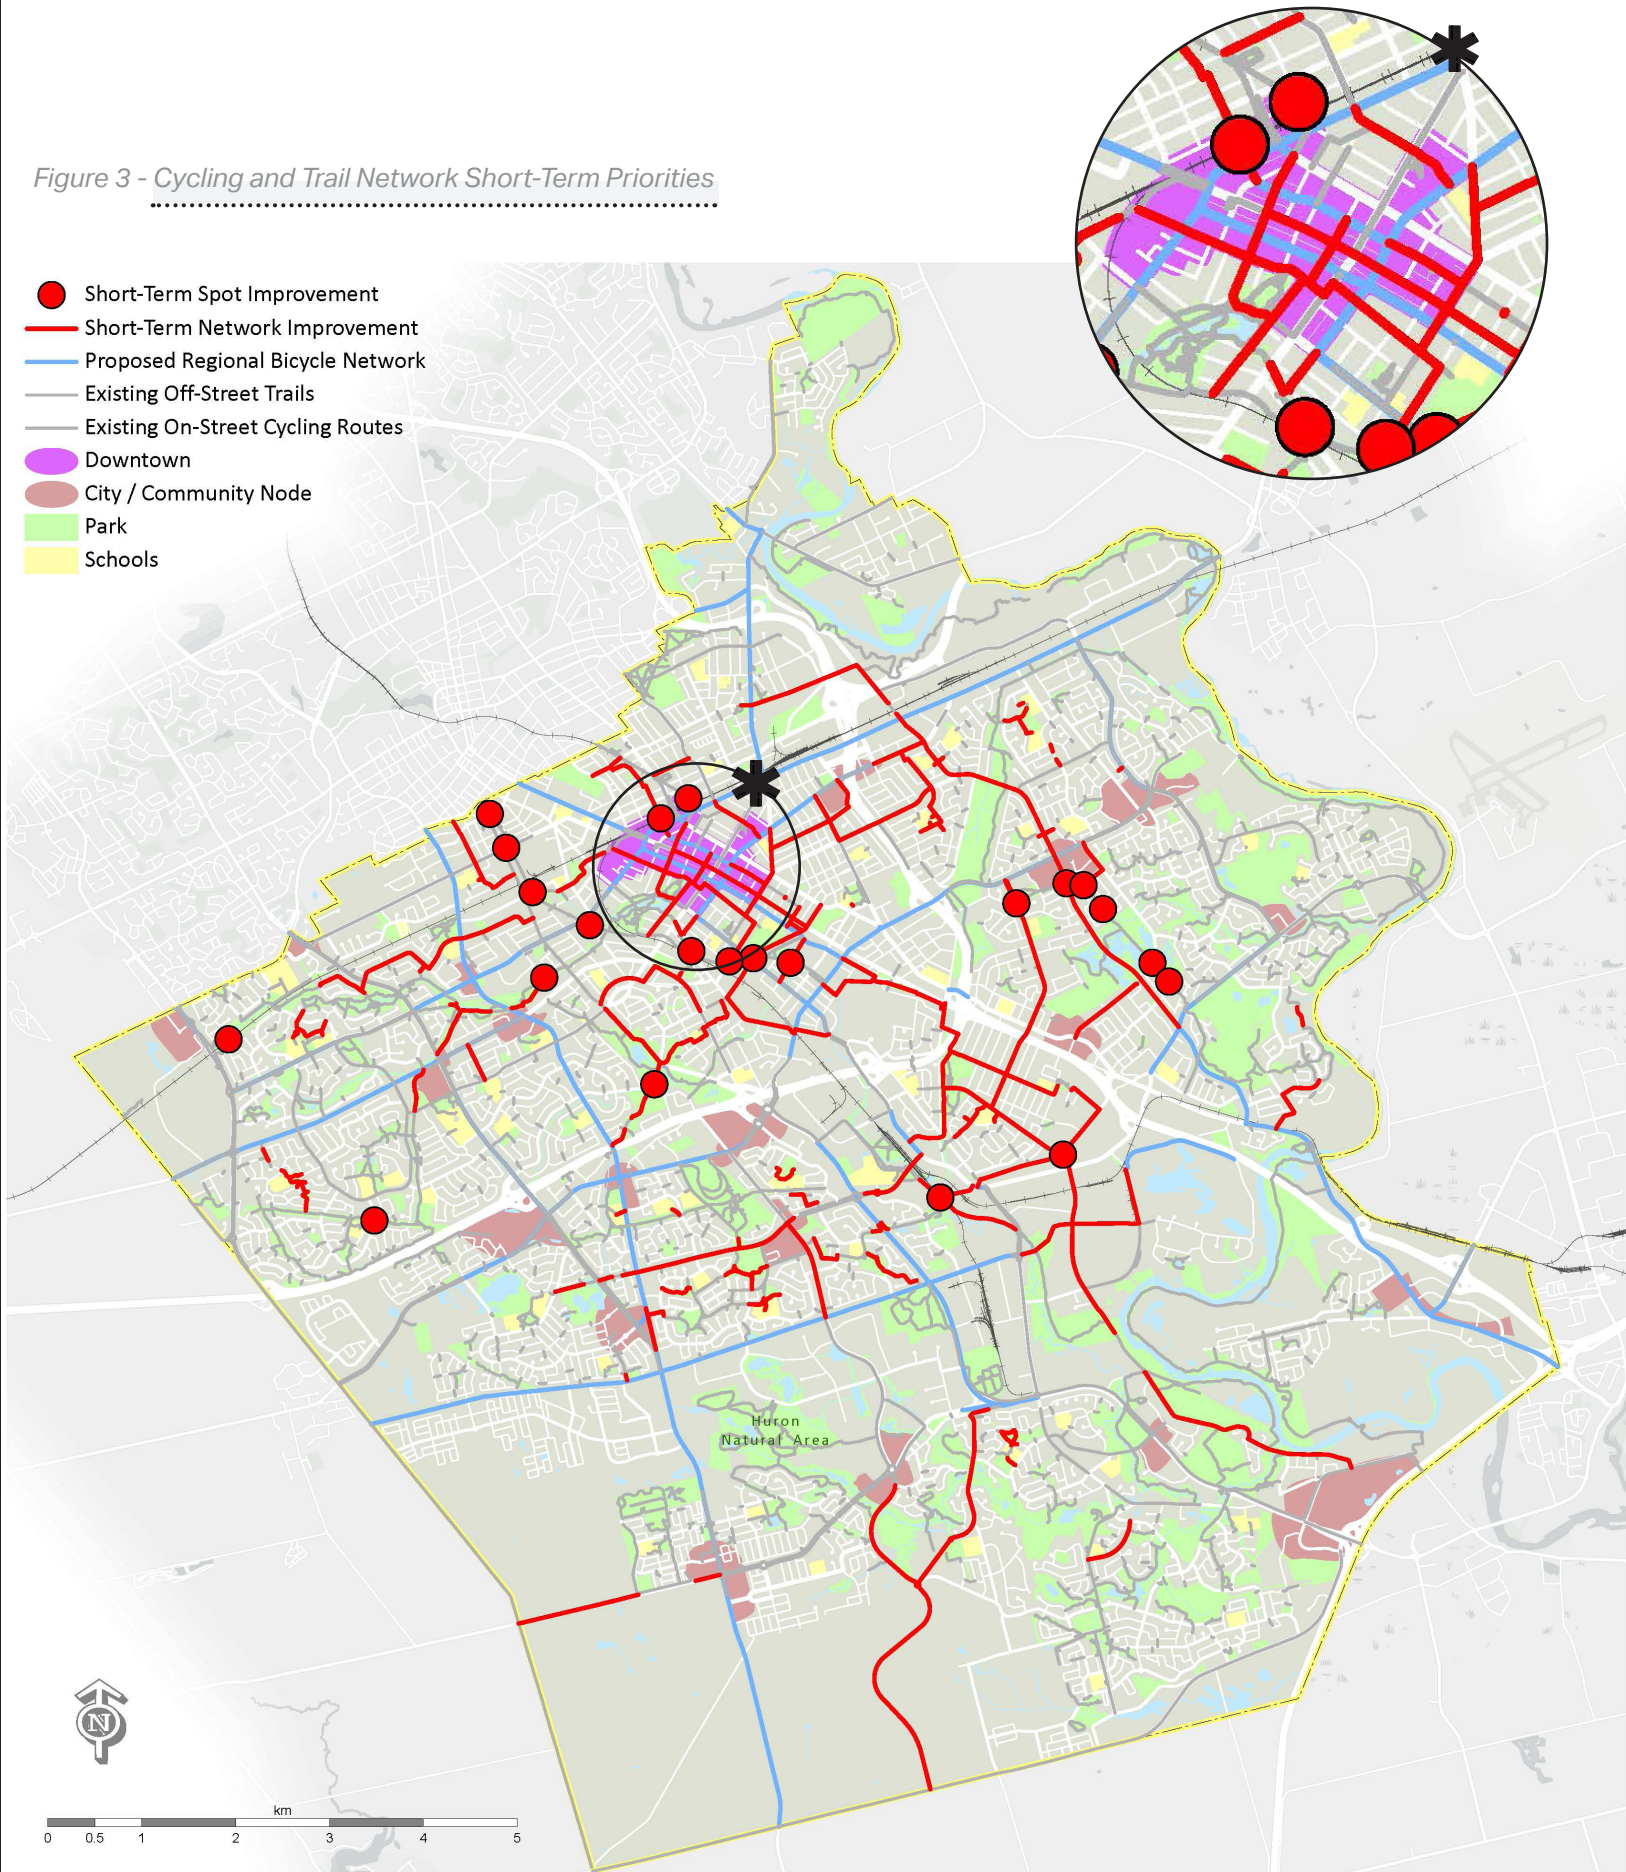 Figure 3 - Cycling and Trail Network Short-Term Priorities
Short-Term Spot Improvement
Short-Term Network Improvement
Proposed Regional Bicycle Network
Existing Off-Street Trails
Existing On-Street Cycling Routes
Downtown
City / Community Node
Park
Schools
Huron
Natural Area
N
km
0 0.5 1 2 3 4 5